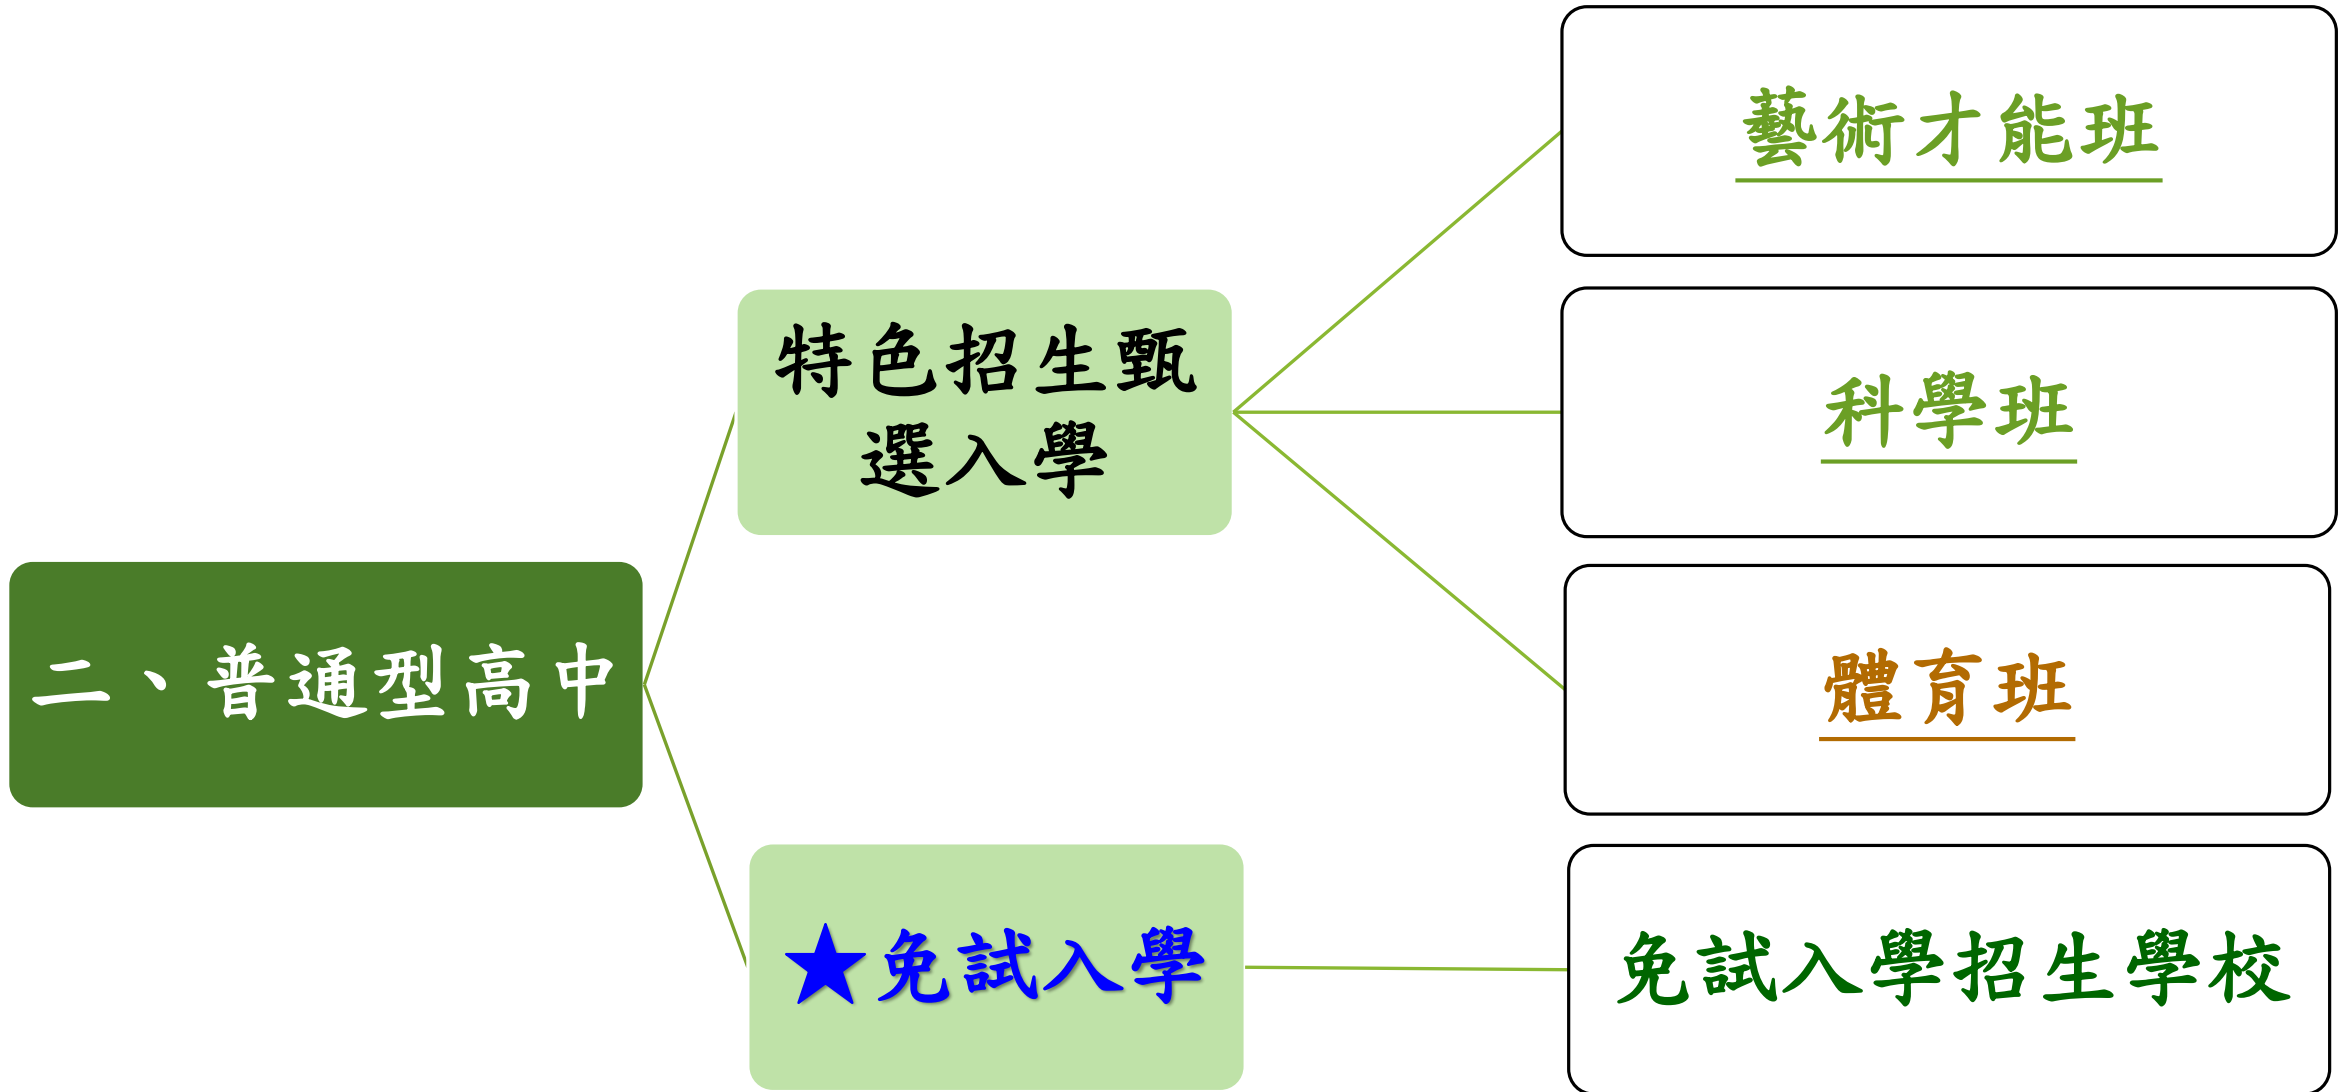 二、普通型高中
特色招生甄
選入學
藝術才能班
科學班
體育班
★免試入學
免試入學招生學校